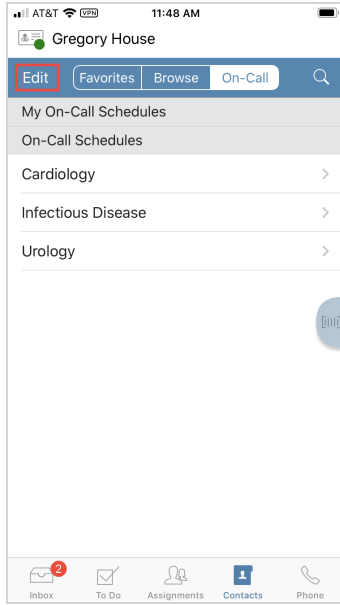 AT&T VPN 11:48 AM
Gregory House
Edit Favorites Browse On-Call
My On-Call Schedules
On-Call Schedules
Cardiology
Infectious Disease
Urology
2
Inbox To Do Assignments Contacts Phone